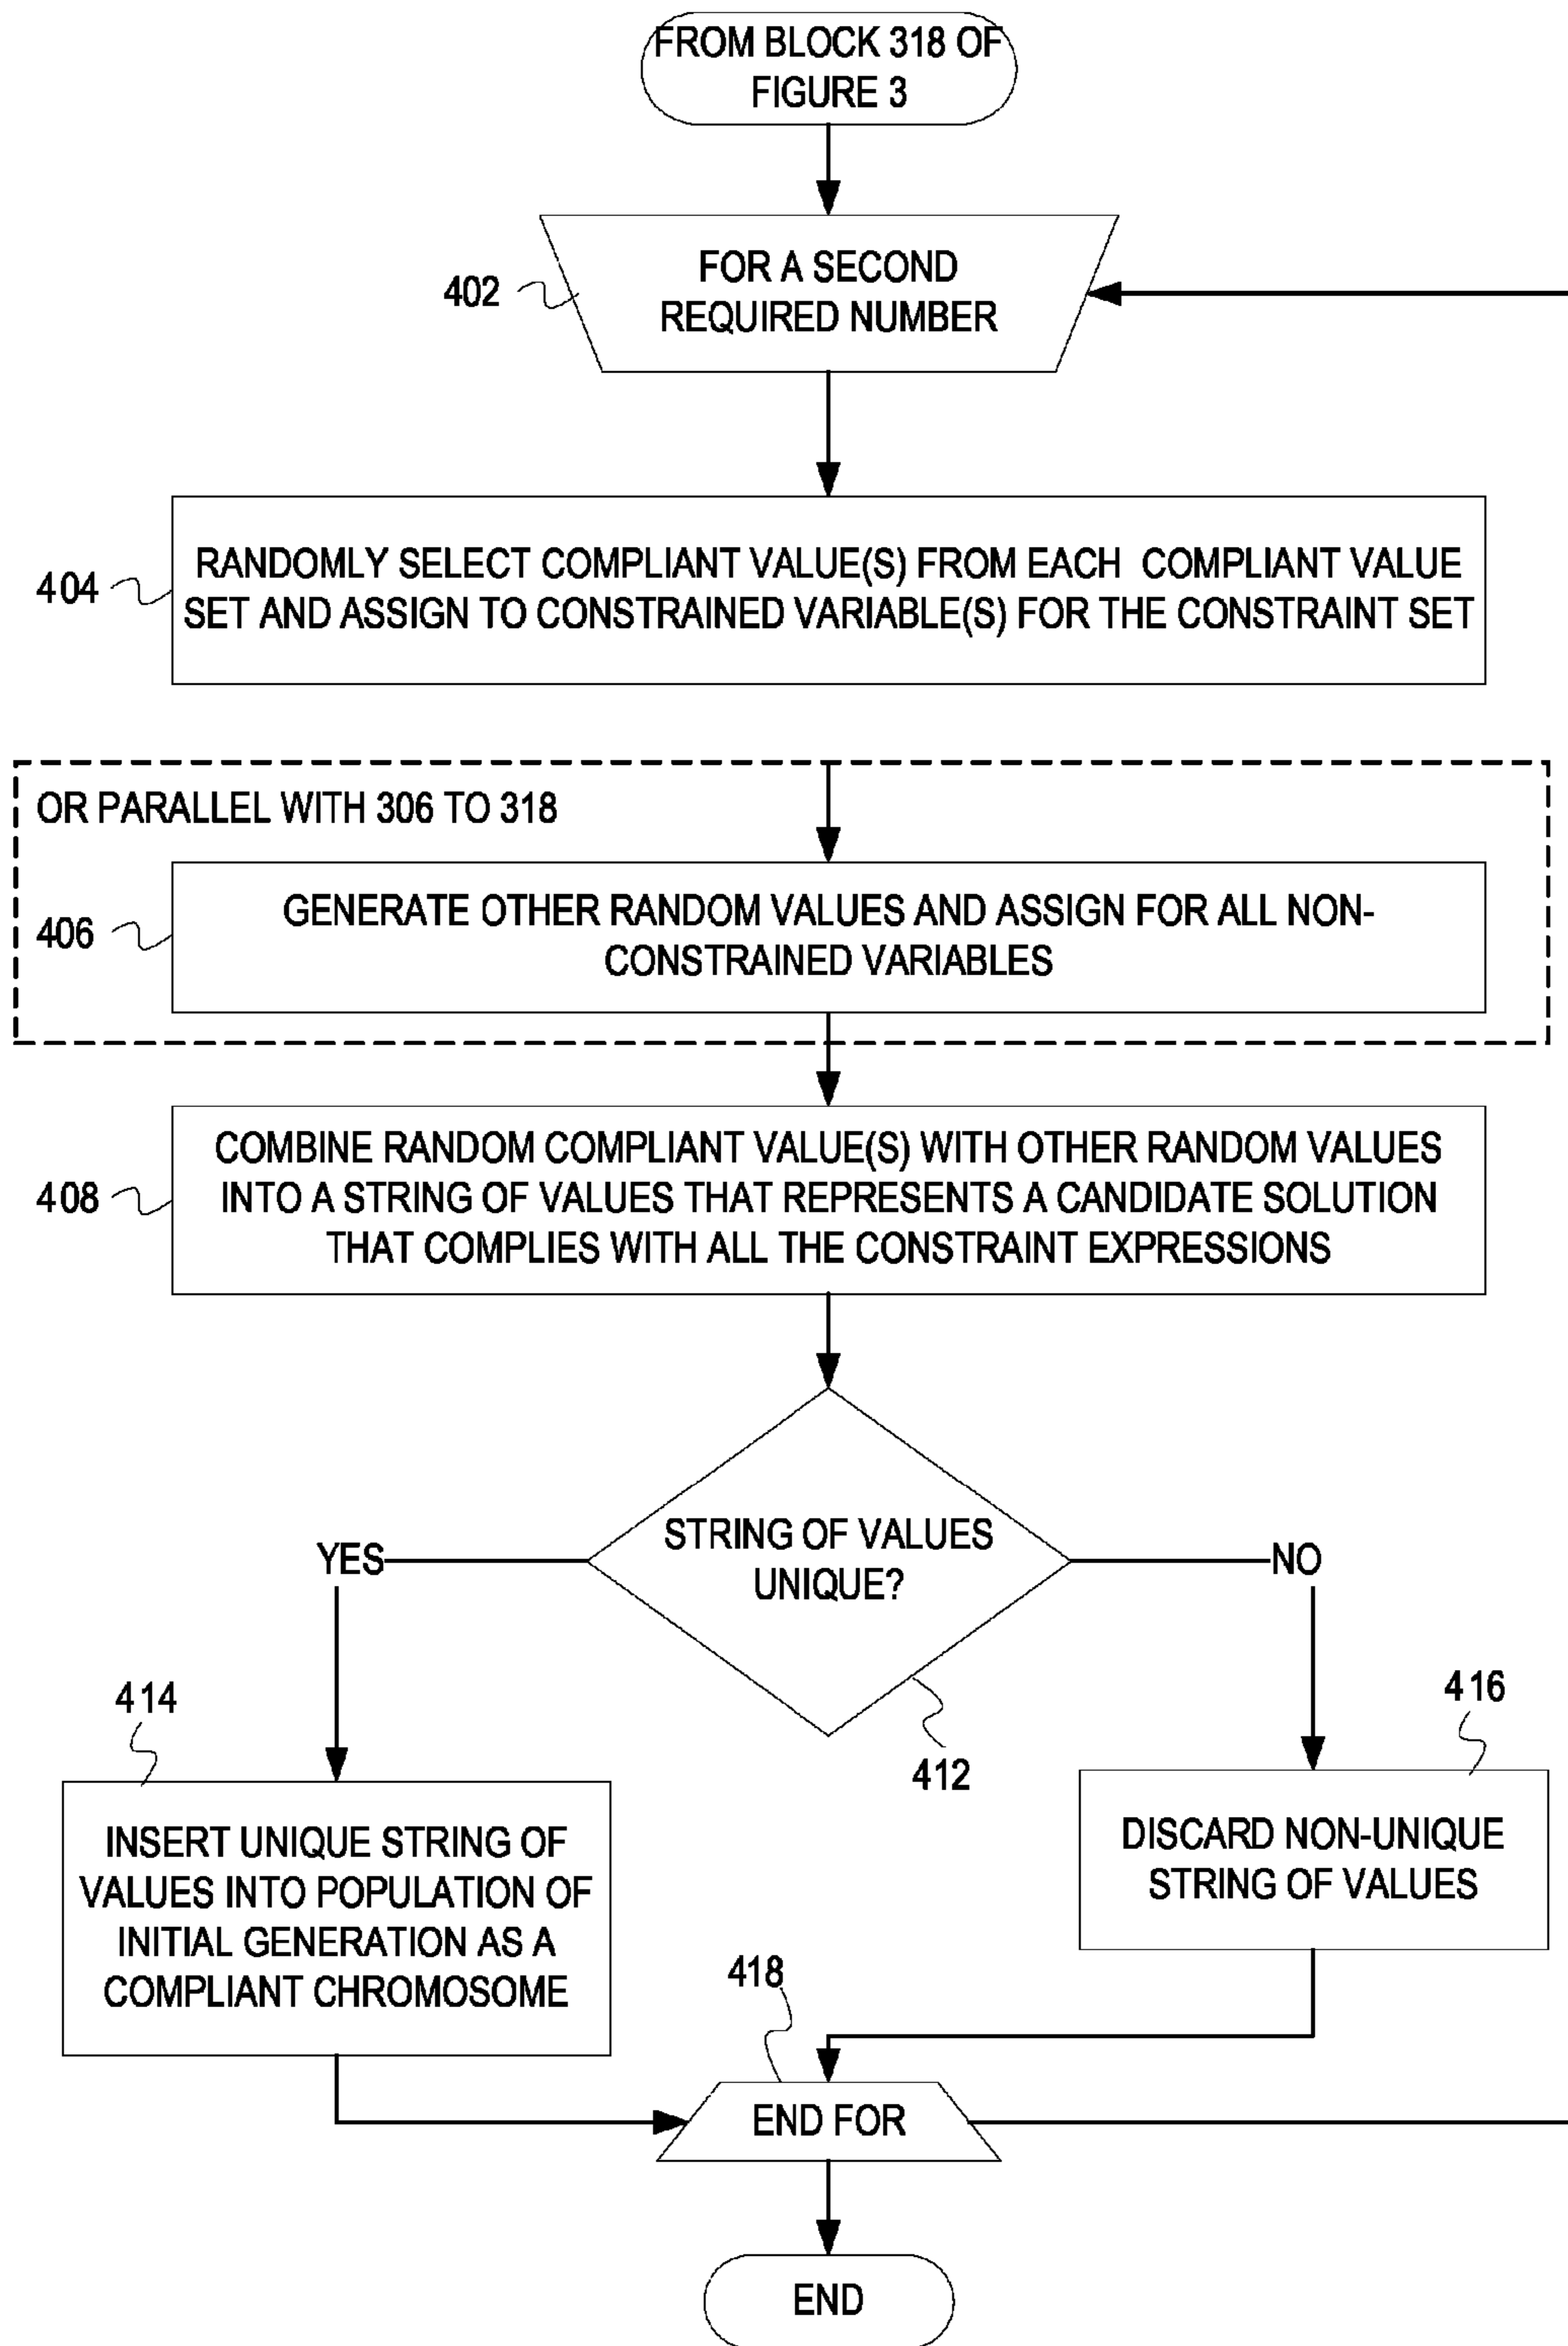 FROM BLOCK 318 OF
FIGURE 3
402
FOR A SECOND
REQUIRED NUMBER
404
RANDOMLY SELECT COMPLIANT VALUE(S) FROM EACH COMPLIANT VALUE
SET AND ASSIGN TO CONSTRAINED VARIABLE(S) FOR THE CONSTRAINT SET
OR PARALLEL WITH 306 TO 318
406
GENERATE OTHER RANDOM VALUES AND ASSIGN FOR ALL NON-
CONSTRAINED VARIABLES
408
COMBINE RANDOM COMPLIANT VALUE(S) WITH OTHER RANDOM VALUES
INTO A STRING OF VALUES THAT REPRESENTS A CANDIDATE SOLUTION
THAT COMPLIES WITH ALL THE CONSTRAINT EXPRESSIONS
STRING OF VALUES
UNIQUE?
YES
NO
412
414
INSERT UNIQUE STRING OF
VALUES INTO POPULATION OF
INITIAL GENERATION AS A
COMPLIANT CHROMOSOME
416
DISCARD NON-UNIQUE
STRING OF VALUES
418
END FOR
END